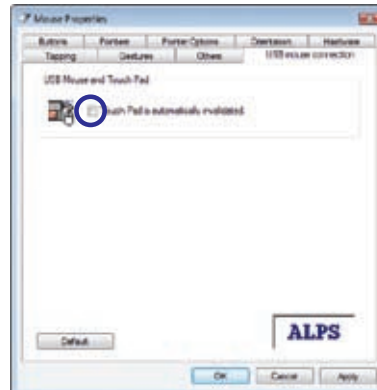 Mouse Properties
Buttons Pointers Pointer Options Orientation Hardware
Tapping Gestures Others USB mouse connection
USB Mouse and Touch Pad
Touch Pad is automatically invalidated.
Default
ALPS
OK Cancel Apply